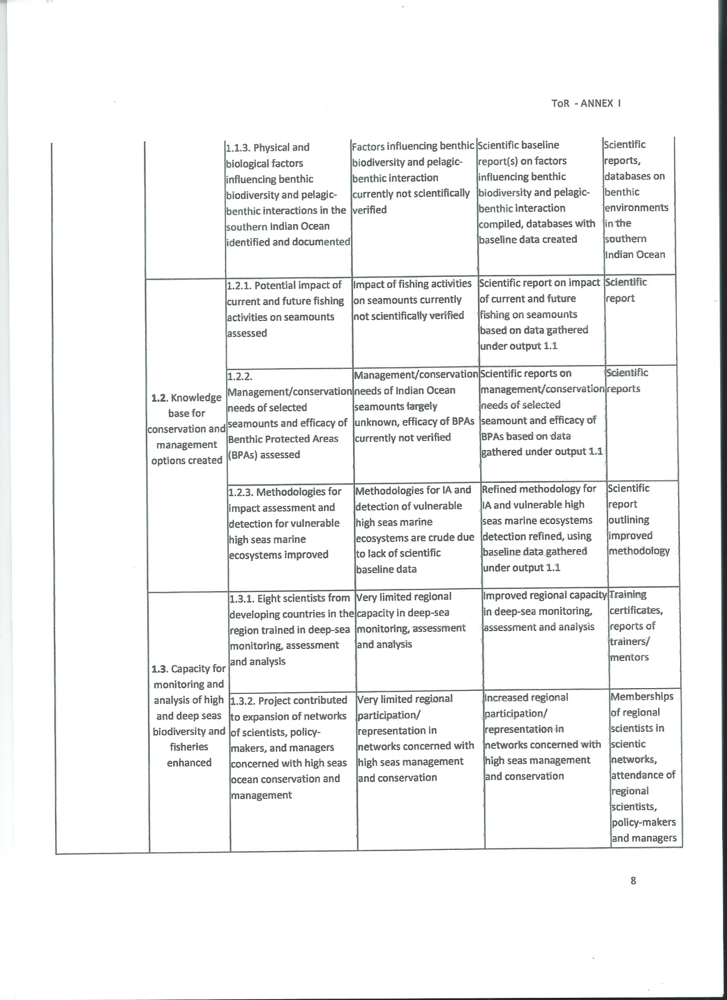 ToR - ANNEX I
1.1.3. Physical and
biological factors
influencing benthic
biodiversity and pelagic-
benthic interactions in the
southern Indian Ocean
identified and documented
Factors influencing benthic
biodiversity and pelagic-
benthic interaction
currently not scientifically
verified
Scientific baseline
report(s) on factors
influencing benthic
biodiversity and pelagic-
benthic interaction
compiled, databases with
baseline data created
Scientific
reports,
databases on
benthic
environments
in the
southern
Indian Ocean
1.2. Knowledge
base for
conservation and
management
options created
1.2.1. Potential impact of
current and future fishing
activities on seamounts
assessed
Impact of fishing activities
on seamounts currently
not scientifically verified
Scientific report on impact
of current and future
fishing on seamounts
based on data gathered
under output 1.1
Scientific
report
1.2.2.
Management/conservation
needs of selected
seamounts and efficacy of
Benthic Protected Areas
(BPAs) assessed
Management/conservation
needs of Indian Ocean
seamounts largely
unknown, efficacy of BPAs
currently not verified
Scientific reports on
management/conservation
needs of selected
seamount and efficacy of
BPAs based on data
gathered under output 1.1
Scientific
reports
1.2.3. Methodologies for
impact assessment and
detection for vulnerable
high seas marine
ecosystems improved
Methodologies for IA and
detection of vulnerable
high seas marine
ecosystems are crude due
to lack of scientific
baseline data
Refined methodology for
IA and vulnerable high
seas marine ecosystems
detection refined, using
baseline data gathered
under output 1.1
Scientific
report
outlining
improved
methodology
1.3. Capacity for
monitoring and
analysis of high
and deep seas
biodiversity and
fisheries
enhanced
1.3.1. Eight scientists from
developing countries in the
region trained in deep-sea
monitoring, assessment
and analysis
Very limited regional
capacity in deep-sea
monitoring, assessment
and analysis
Improved regional capacity
in deep-sea monitoring,
assessment and analysis
Training
certificates,
reports of
trainers/
mentors
1.3.2. Project contributed
to expansion of networks
of scientists, policy-
makers, and managers
concerned with high seas
ocean conservation and
management
Very limited regional
participation/
representation in
networks concerned with
high seas management
and conservation
Increased regional
participation/
representation in
networks concerned with
high seas management
and conservation
Memberships
of regional
scientists in
scientic
networks,
attendance of
regional
scientists,
policy-makers
and managers
8